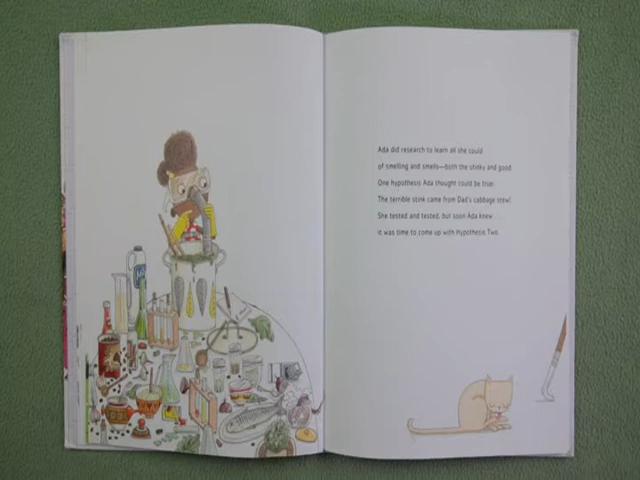 Ada did research to learn all she could
of smelling and smells—both the stinky and good.
One hypothesis Ada thought could be true:
The terrible stink came from Dad's cabbage stew!
She tested and tested, but soon Ada knew . . .
it was time to come up with Hypothesis Two.